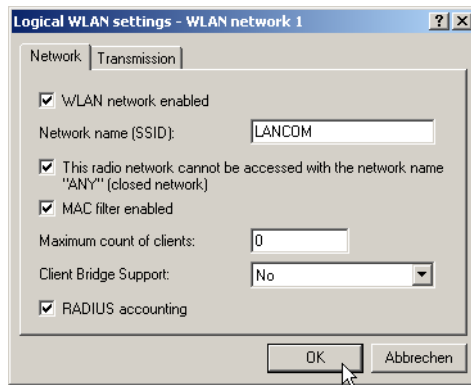 Logical WLAN settings - WLAN network 1
Network
Transmission
WLAN network enabled
Network name (SSID):
LANCOM
This radio network cannot be accessed with the network name
"ANY" (closed network)
MAC filter enabled
Maximum count of clients:
0
Client Bridge Support:
No
RADIUS accounting
OK
Abbrechen